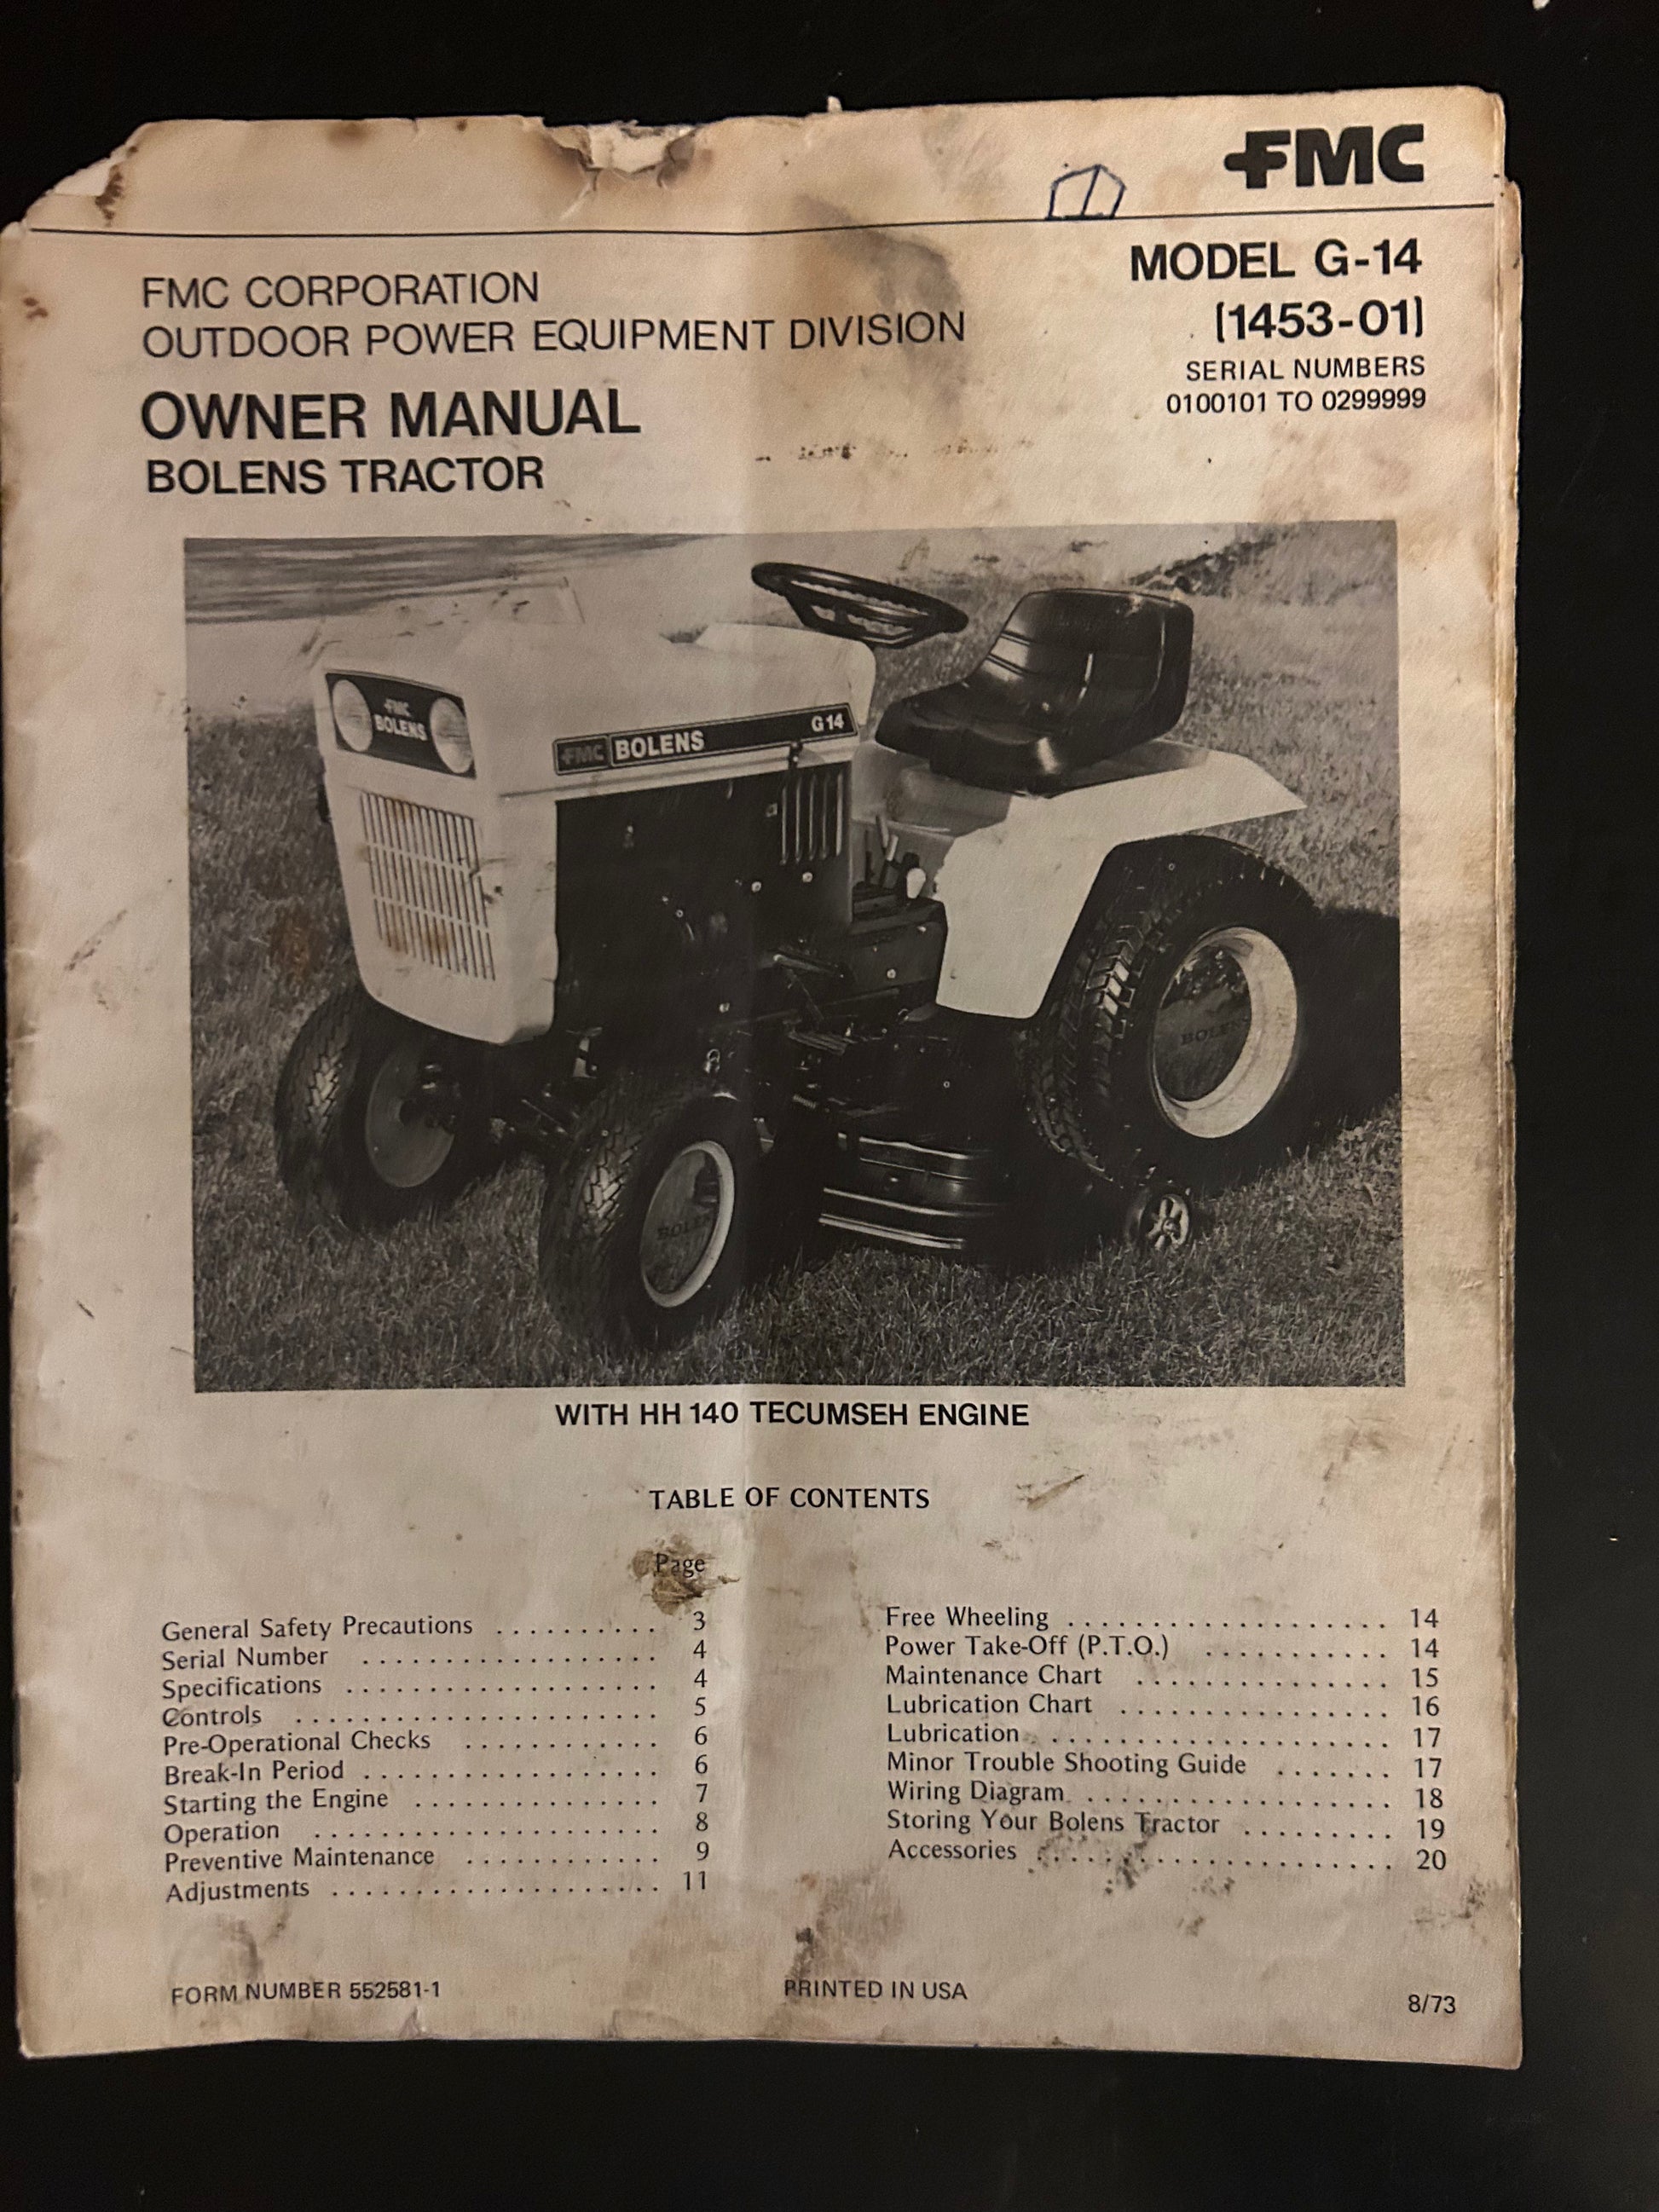 FMC
MODEL G-14
(1453-01)
SERIAL NUMBERS
0100101 TO 0299999
FMC CORPORATION
OUTDOOR POWER EQUIPMENT DIVISION
OWNER MANUAL
BOLENS TRACTOR
FMC
BOLENS
FMC BOLENS G14
BOLENS
BOLENS
WITH HH 140 TECUMSEH ENGINE
TABLE OF CONTENTS
Page
General Safety Precautions . . . . . . . . . . 3
Serial Number . . . . . . . . . . . . . . . . . . . 4
Specifications . . . . . . . . . . . . . . . . . . . . 4
Controls . . . . . . . . . . . . . . . . . . . . . . . 5
Pre-Operational Checks . . . . . . . . . . . . 6
Break-In Period . . . . . . . . . . . . . . . . . . 6
Starting the Engine . . . . . . . . . . . . . . . 7
Operation . . . . . . . . . . . . . . . . . . . . . . 8
Preventive Maintenance . . . . . . . . . . . . 9
Adjustments . . . . . . . . . . . . . . . . . . . . 11
Free Wheeling . . . . . . . . . . . . . . . . . . . 14
Power Take-Off (P.T.O.) . . . . . . . . . . . 14
Maintenance Chart . . . . . . . . . . . . . . . 15
Lubrication Chart . . . . . . . . . . . . . . . . 16
Lubrication . . . . . . . . . . . . . . . . . . . . . 17
Minor Trouble Shooting Guide . . . . . . . 17
Wiring Diagram . . . . . . . . . . . . . . . . . . 18
Storing Your Bolens Tractor . . . . . . . . . 19
Accessories . . . . . . . . . . . . . . . . . . . . . 20
FORM NUMBER 552581-1
PRINTED IN USA
8/73